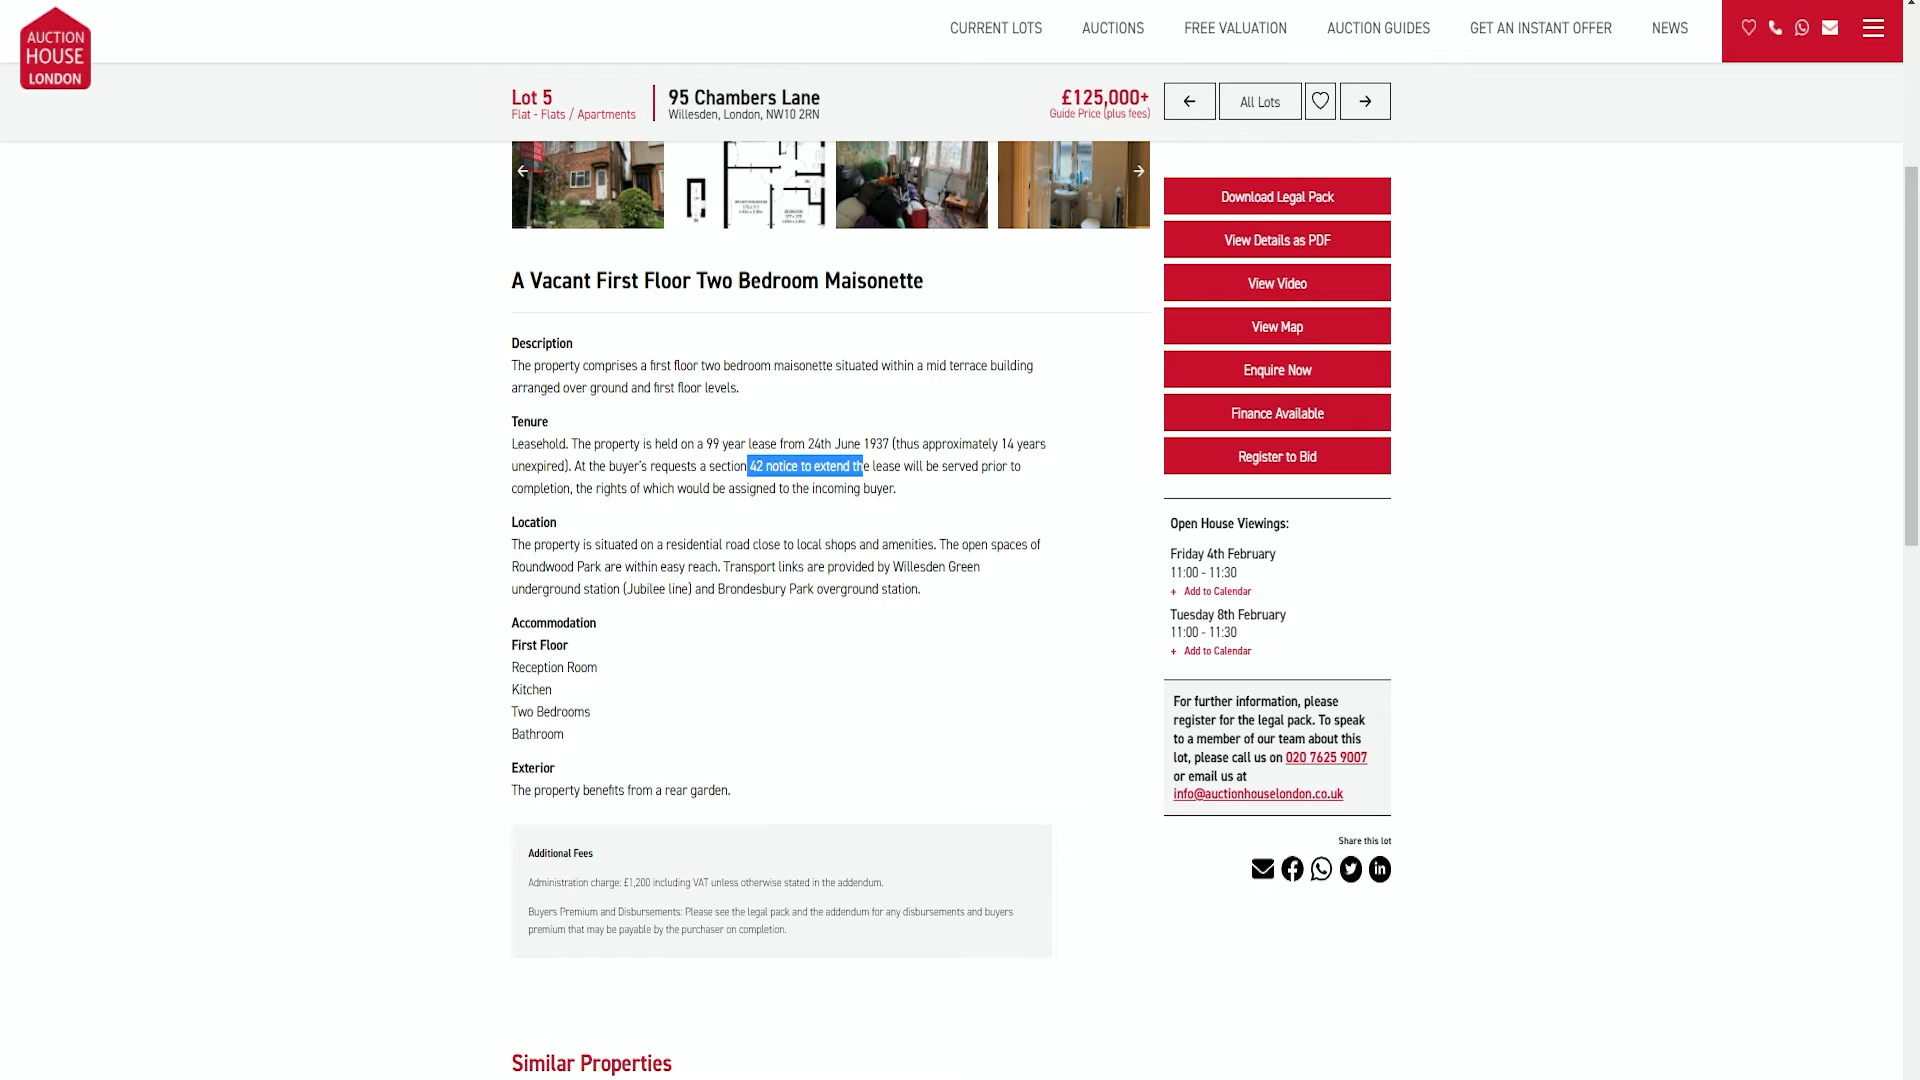 AUCTION
HOUSE
LONDON
CURRENT LOTS
AUCTIONS
FREE VALUATION
AUCTION GUIDES
GET AN INSTANT OFFER
NEWS
Lot 5
Flat - Flats / Apartments
95 Chambers Lane
Willesden, London, NW10 2RN
£125,000+
Guide Price (plus fees)
All Lots
A Vacant First Floor Two Bedroom Maisonette
Description
The property comprises a first floor two bedroom maisonette situated within a mid terrace building
arranged over ground and first floor levels.
Tenure
Leasehold. The property is held on a 99 year lease from 24th June 1937 (thus approximately 14 years
unexpired). At the buyer's requests a section 42 notice to extend the lease will be served prior to
completion, the rights of which would be assigned to the incoming buyer.
Location
The property is situated on a residential road close to local shops and amenities. The open spaces of
Roundwood Park are within easy reach. Transport links are provided by Willesden Green
underground station (Jubilee line) and Brondesbury Park overground station.
Accommodation
First Floor
Reception Room
Kitchen
Two Bedrooms
Bathroom
Exterior
The property benefits from a rear garden.
Additional Fees
Administration charge: £1,200 including VAT unless otherwise stated in the addendum.
Buyers Premium and Disbursements: Please see the legal pack and the addendum for any disbursements and buyers
premium that may be payable by the purchaser on completion.
Similar Properties
Download Legal Pack
View Details as PDF
View Video
View Map
Enquire Now
Finance Available
Register to Bid
Open House Viewings:
Friday 4th February
11:00 - 11:30
+ Add to Calendar
Tuesday 8th February
11:00 - 11:30
+ Add to Calendar
For further information, please
register for the legal pack. To speak
to a member of our team about this
lot, please call us on 020 7625 9007
or email us at
info@auctionhouselondon.co.uk
Share this lot